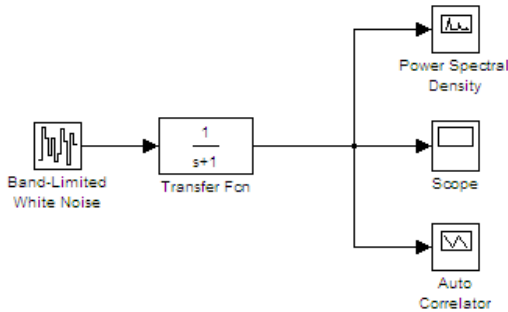 Power Spectral
Density
1
s+1
Band-Limited
White Noise
Transfer Fcn
Scope
Auto
Correlator